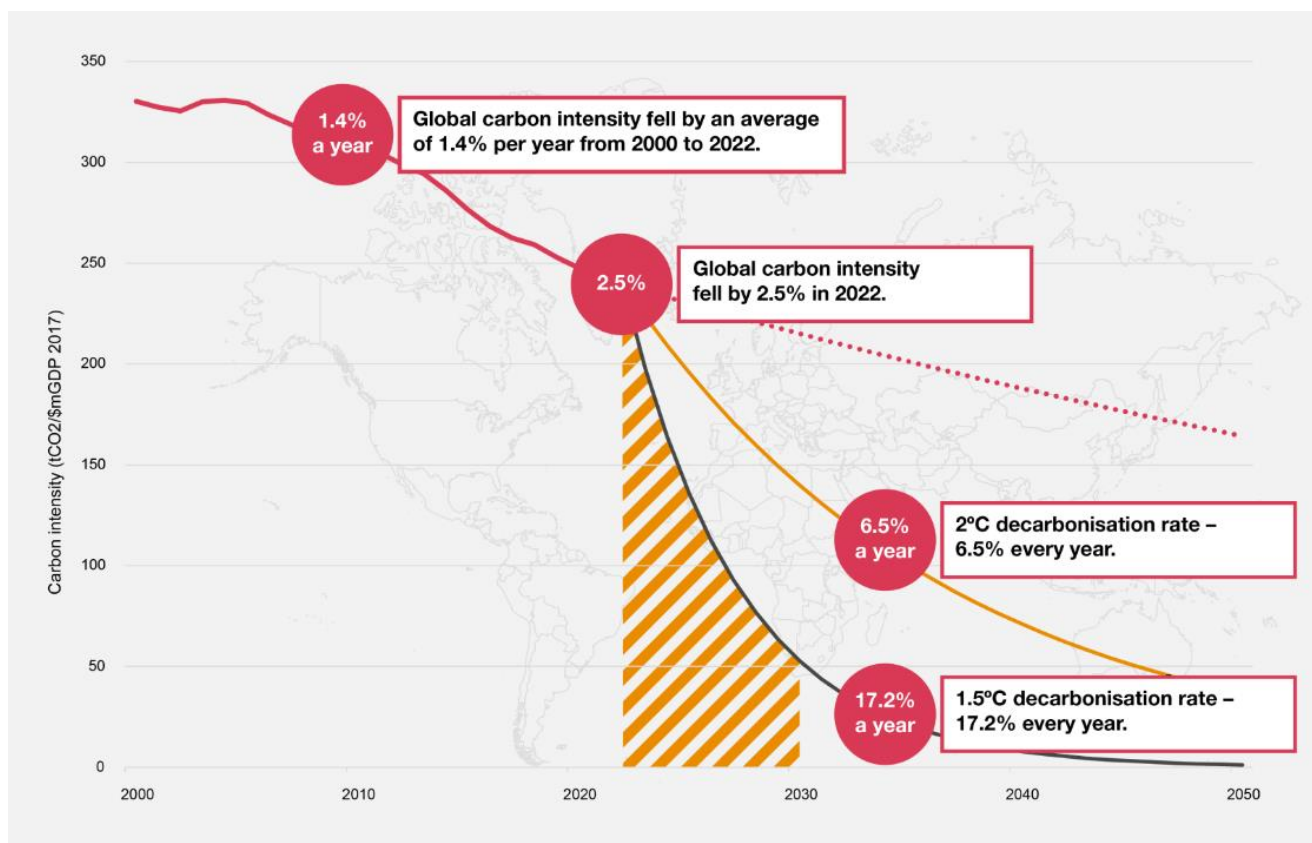 350
300
250
200
150
100
50
0
Carbon intensity (tCO2/$mGDP 2017)
1.4%
a year
Global carbon intensity fell by an average
of 1.4% per year from 2000 to 2022.
2.5%
Global carbon intensity
fell by 2.5% in 2022.
6.5%
a year
2ºC decarbonisation rate –
6.5% every year.
17.2%
a year
1.5ºC decarbonisation rate –
17.2% every year.
2000
2010
2020
2030
2040
2050